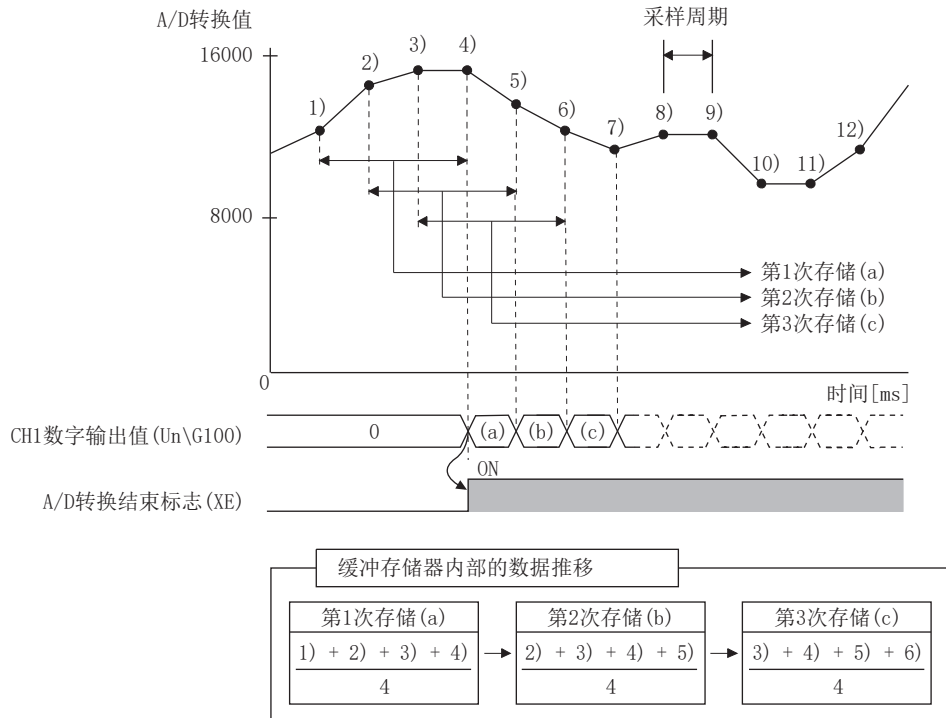 A/D转换值
采样周期
16000
1)
2)
3)
4)
5)
6)
7)
8)
9)
10)
11)
12)
8000
第1次存储(a)
第2次存储(b)
第3次存储(c)
0
时间[ms]
CH1数字输出值(Un\G100)
0
(a)
(b)
(c)
ON
A/D转换结束标志(XE)
缓冲存储器内部的数据推移
第1次存储(a)
1) + 2) + 3) + 4)
4
第2次存储(b)
2) + 3) + 4) + 5)
4
第3次存储(c)
3) + 4) + 5) + 6)
4